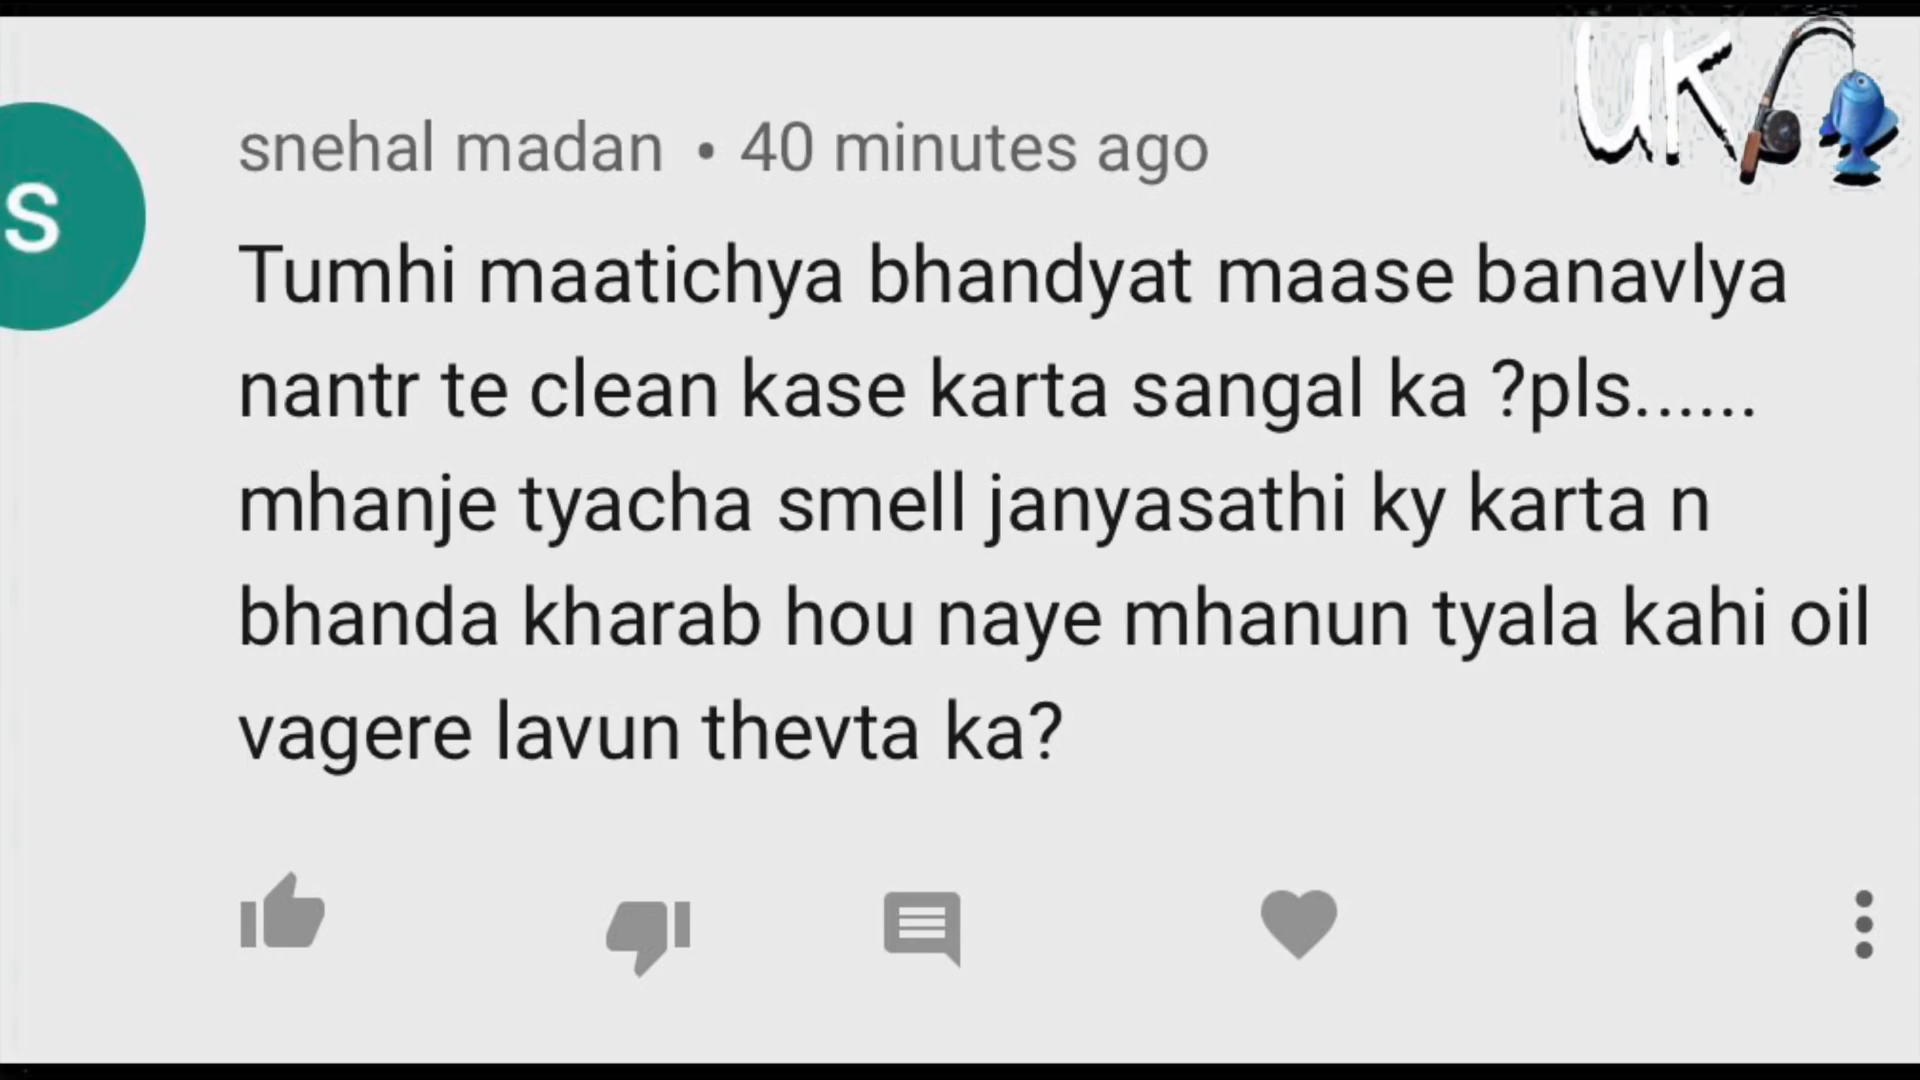 UK
S
snehal madan • 40 minutes ago
Tumhi maatichya bhandyat maase banavlya
nantr te clean kase karta sangal ka ?pls......
mhanje tyacha smell janyasathi ky karta n
bhanda kharab hou naye mhanun tyala kahi oil
vagere lavun thevta ka?